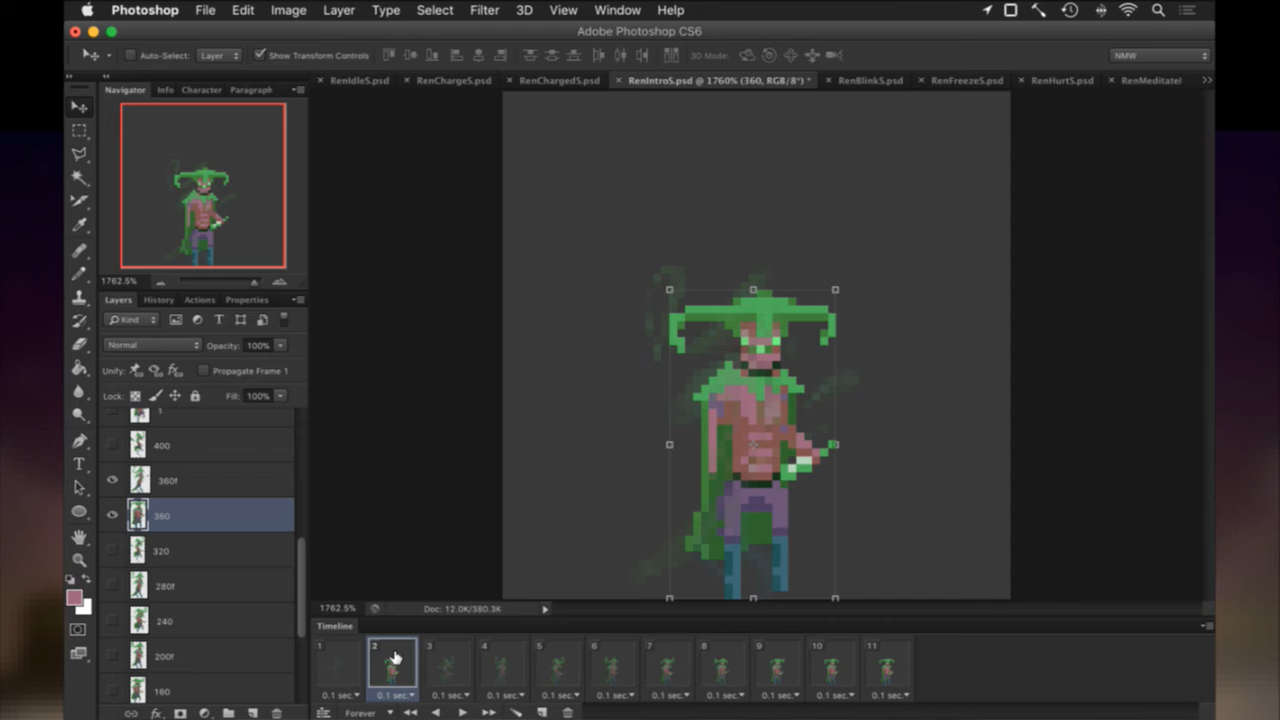 Photoshop File Edit Image Layer Type Select Filter 3D View Window Help
Adobe Photoshop CS6
Auto-Select: Layer Show Transform Controls 3D Mode: NMW
RenIdleS.psd RenChargeS.psd RenChargedS.psd RenIntroS.psd @ 1760% (360, RGB/8*) * RenBlinkS.psd RenFreezeS.psd RenHurtS.psd RenMeditateI
Navigator Info Character Paragraph
1762.5%
Layers History Actions Properties
Kind
Normal Opacity: 100%
Unify: Propagate Frame 1
Lock: Fill: 100%
1
400
360f
360
320
280f
240
200f
160
1762.5% Doc: 12.0K/380.3K
Timeline
1 2 3 4 5 6 7 8 9 10 11
0.1 sec. 0.1 sec. 0.1 sec. 0.1 sec. 0.1 sec. 0.1 sec. 0.1 sec. 0.1 sec. 0.1 sec. 0.1 sec. 0.1 sec.
Forever